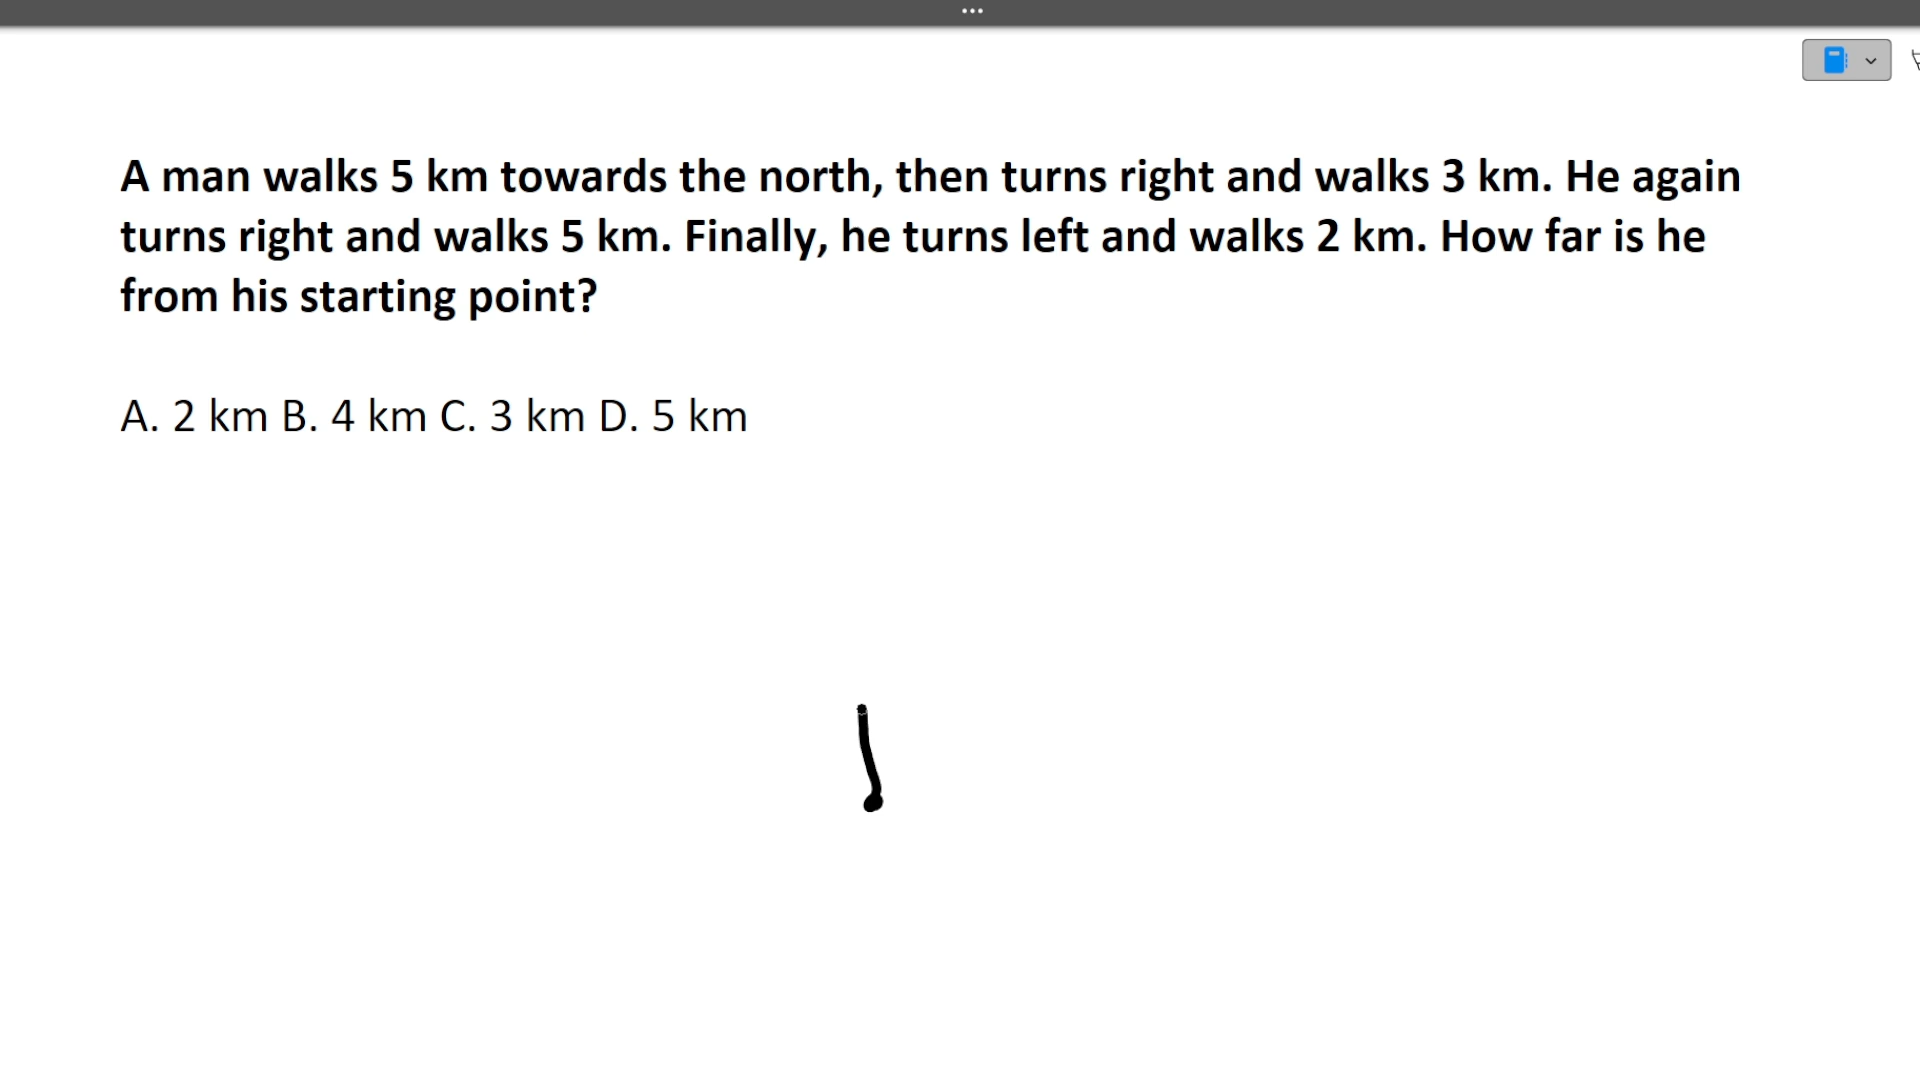 A man walks 5 km towards the north, then turns right and walks 3 km. He again
turns right and walks 5 km. Finally, he turns left and walks 2 km. How far is he
from his starting point?
A. 2 km B. 4 km C. 3 km D. 5 km